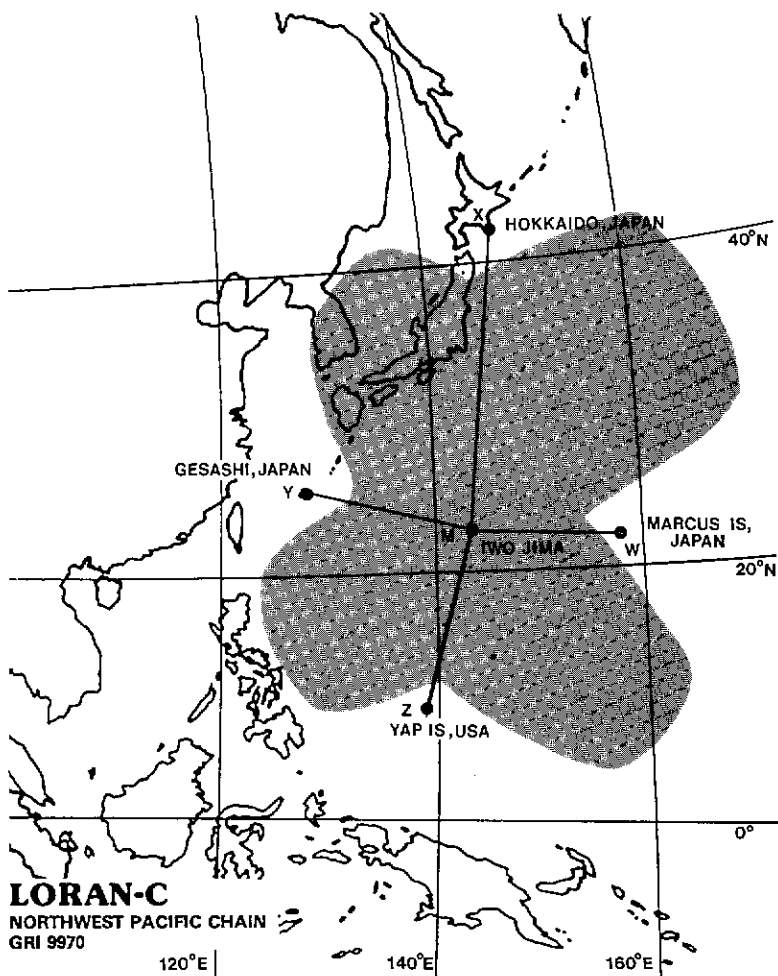 X
HOKKAIDO, JAPAN
40°N
GESASHI, JAPAN
Y
M
IWO JIMA
MARCUS IS,
JAPAN
W
20°N
Z
YAP IS, USA
0°
LORAN-C
NORTHWEST PACIFIC CHAIN
GRI 9970
120°E
140°E
160°E